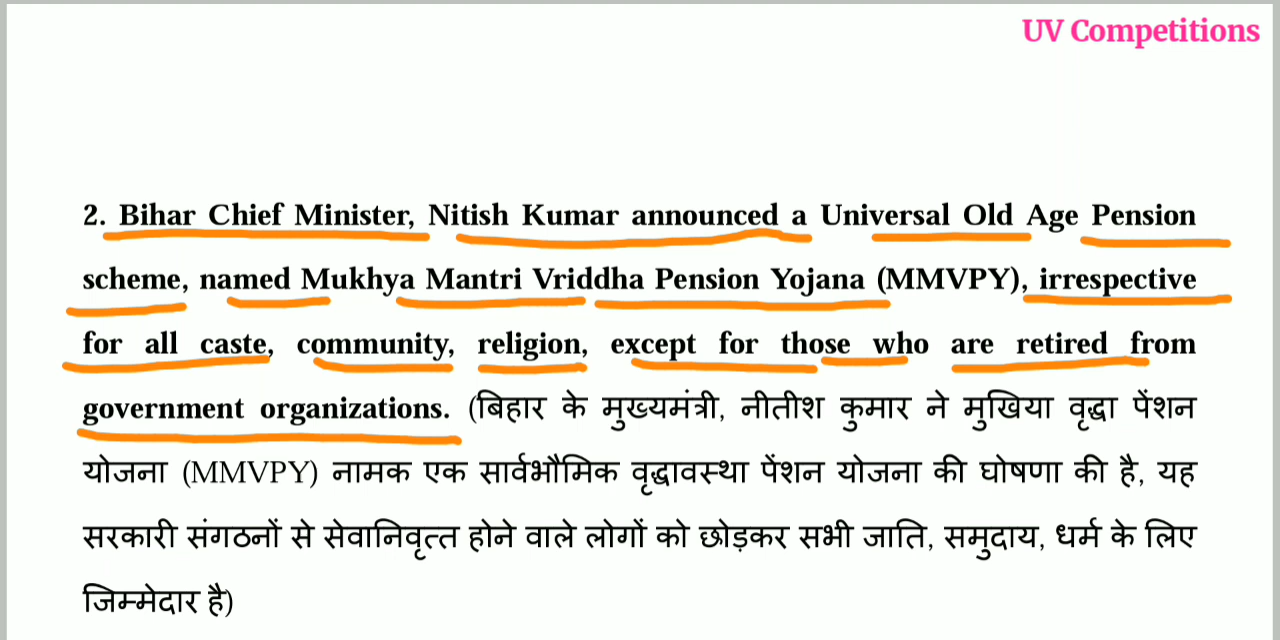 UV Competitions
2. Bihar Chief Minister, Nitish Kumar announced a Universal Old Age Pension
scheme, named Mukhya Mantri Vriddha Pension Yojana (MMVPY), irrespective
for all caste, community, religion, except for those who are retired from
government organizations. (बिहार के मुख्यमंत्री, नीतीश कुमार ने मुखिया वृद्धा पेंशन
योजना (MMVPY) नामक एक सार्वभौमिक वृद्धावस्था पेंशन योजना की घोषणा की है, यह
सरकारी संगठनों से सेवानिवृत्त होने वाले लोगों को छोड़कर सभी जाति, समुदाय, धर्म के लिए
जिम्मेदार है)